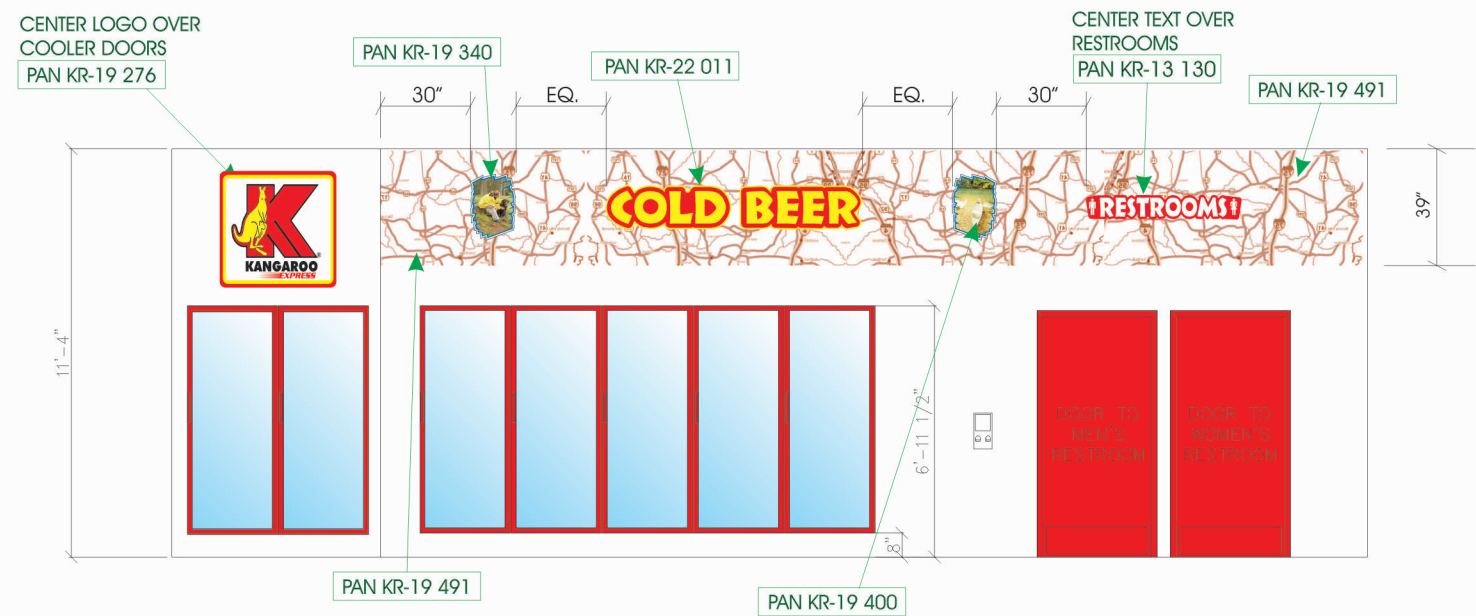 CENTER LOGO OVER
COOLER DOORS
PAN KR-19 276
PAN KR-19 340
PAN KR-22 011
CENTER TEXT OVER
RESTROOMS
PAN KR-13 130
PAN KR-19 491
30"
EQ.
EQ.
30"
K
KANGAROO
EXPRESS
COLD BEER
RESTROOMS
39"
11'-4"
6'-11 1/2"
8"
DOOR TO
MEN'S
RESTROOM
DOOR TO
WOMEN'S
RESTROOM
PAN KR-19 491
PAN KR-19 400